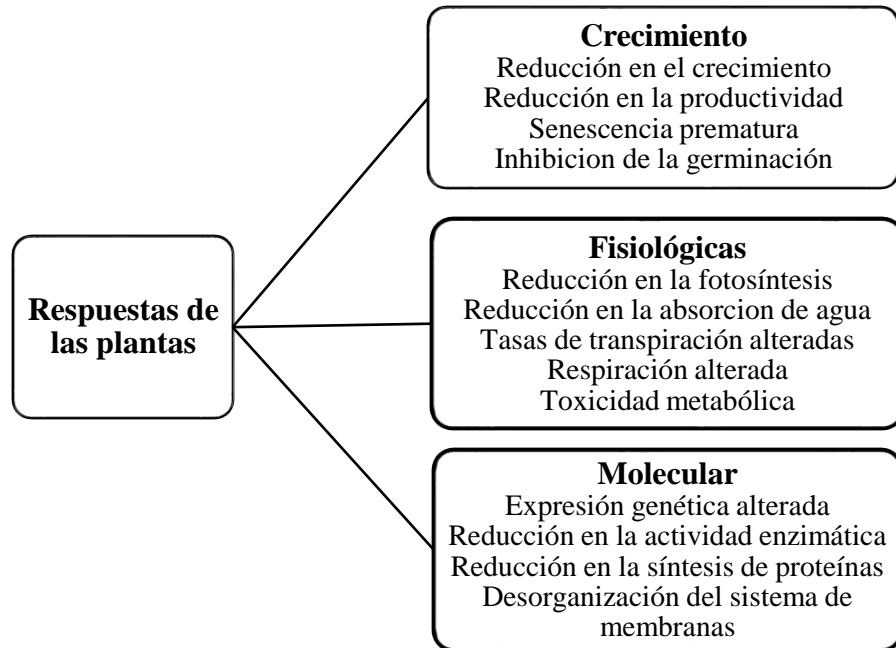 Crecimiento
Reducción en el crecimiento
Reducción en la productividad
Senescencia prematura
Inhibicion de la germinación
Respuestas de
las plantas
Fisiológicas
Reducción en la fotosíntesis
Reducción en la absorcion de agua
Tasas de transpiración alteradas
Respiración alterada
Toxicidad metabólica
Molecular
Expresión genética alterada
Reducción en la actividad enzimática
Reducción en la síntesis de proteínas
Desorganización del sistema de
membranas